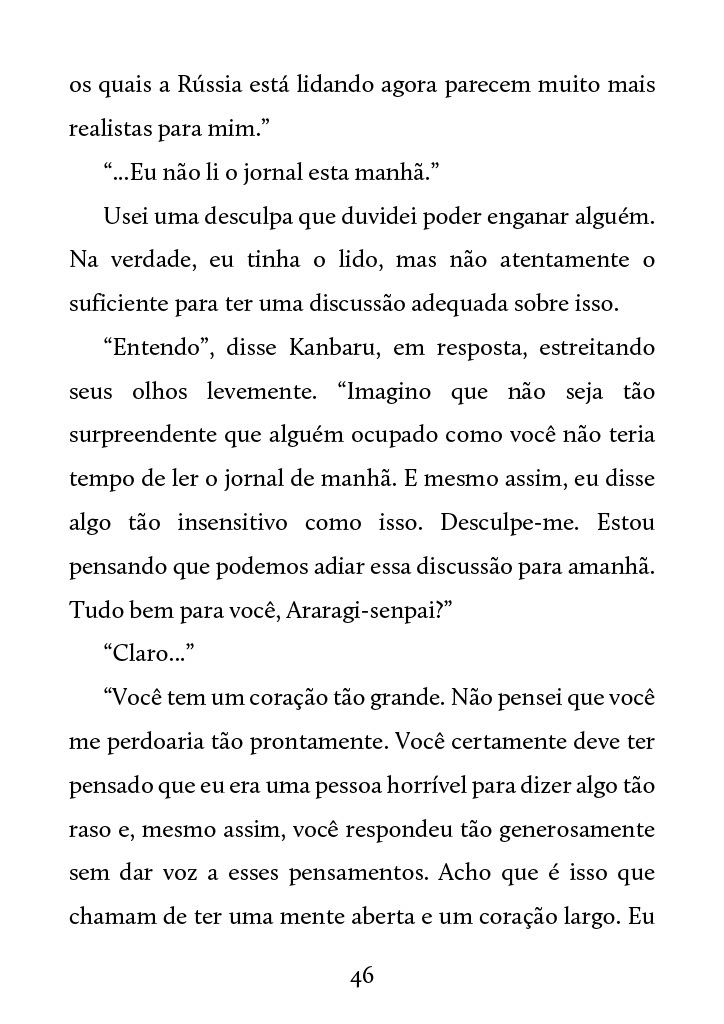 os quais a Rússia está lidando agora parecem muito mais
realistas para mim.”
“...Eu não li o jornal esta manhã.”
Usei uma desculpa que duvidei poder enganar alguém.
Na verdade, eu tinha o lido, mas não atentamente o
suficiente para ter uma discussão adequada sobre isso.
“Entendo”, disse Kanbaru, em resposta, estreitando
seus olhos levemente. “Imagino que não seja tão
surpreendente que alguém ocupado como você não teria
tempo de ler o jornal de manhã. E mesmo assim, eu disse
algo tão insensitivo como isso. Desculpe-me. Estou
pensando que podemos adiar essa discussão para amanhã.
Tudo bem para você, Araragi-senpai?”
“Claro...”
“Você tem um coração tão grande. Não pensei que você
me perdoaria tão prontamente. Você certamente deve ter
pensado que eu era uma pessoa horrível para dizer algo tão
raso e, mesmo assim, você respondeu tão generosamente
sem dar voz a esses pensamentos. Acho que é isso que
chamam de ter uma mente aberta e um coração largo. Eu
46